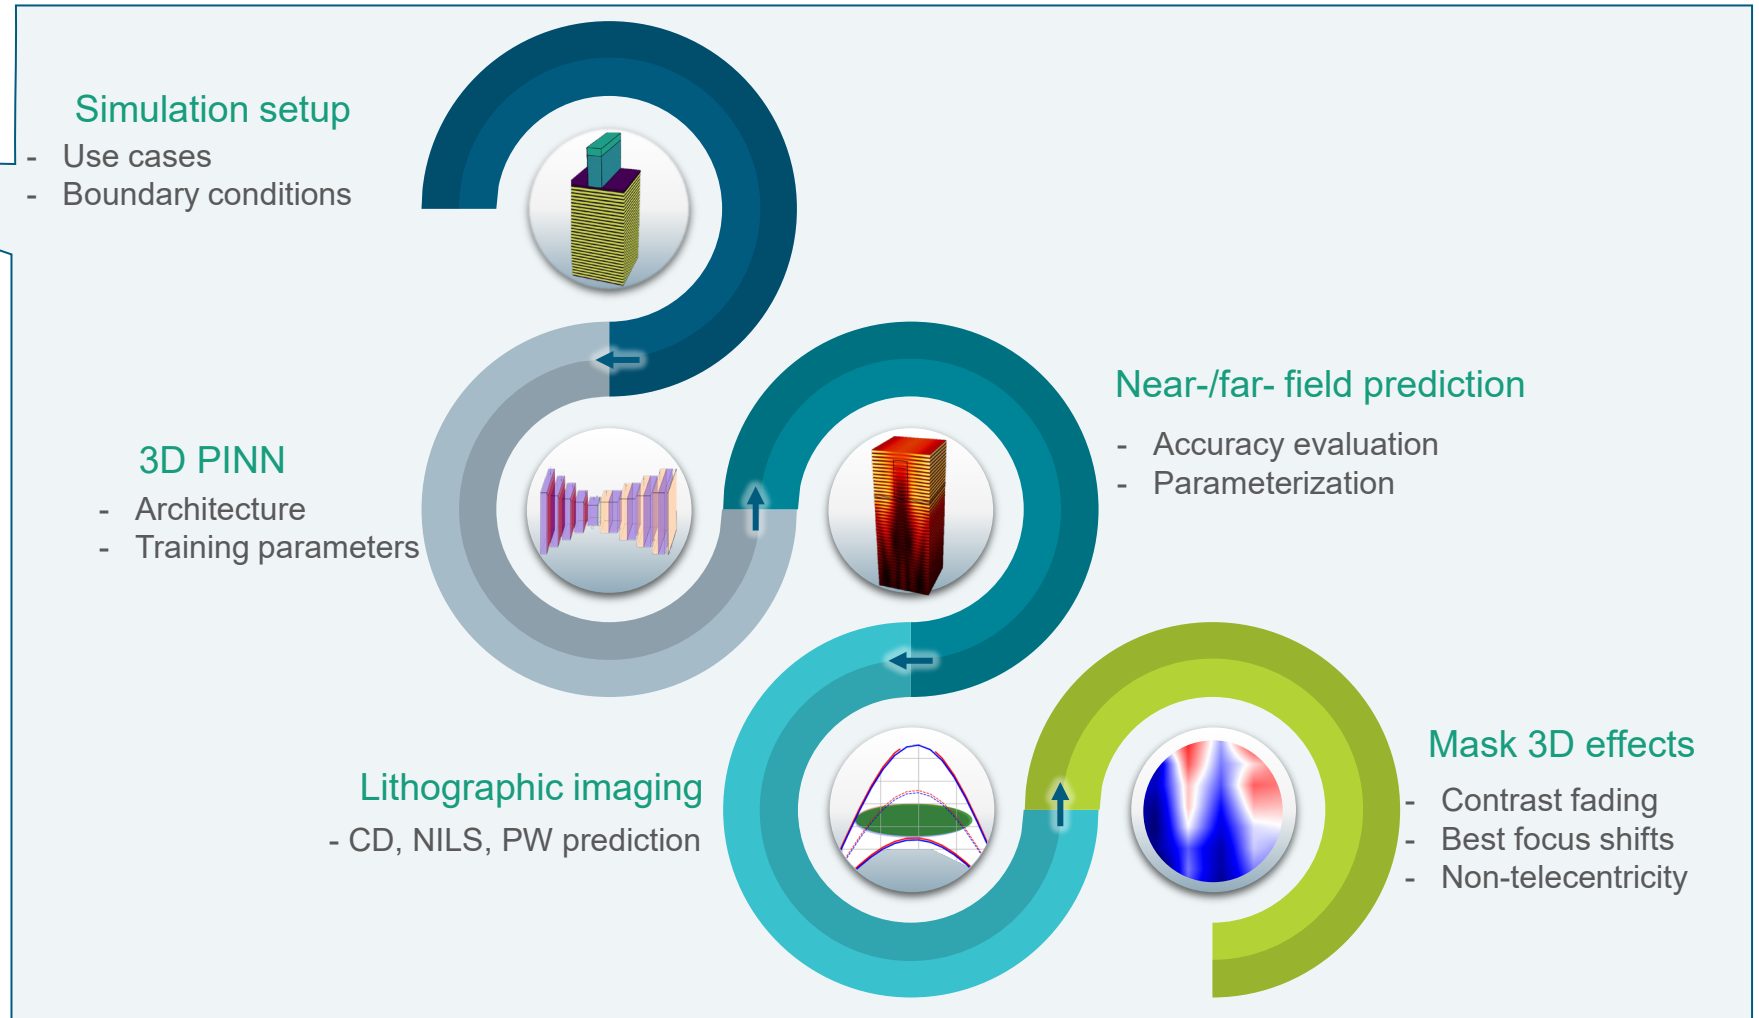 Simulation setup
- Use cases
- Boundary conditions
3D PINN
- Architecture
- Training parameters
Near-/far- field prediction
- Accuracy evaluation
- Parameterization
Lithographic imaging
- CD, NILS, PW prediction
Mask 3D effects
- Contrast fading
- Best focus shifts
- Non-telecentricity